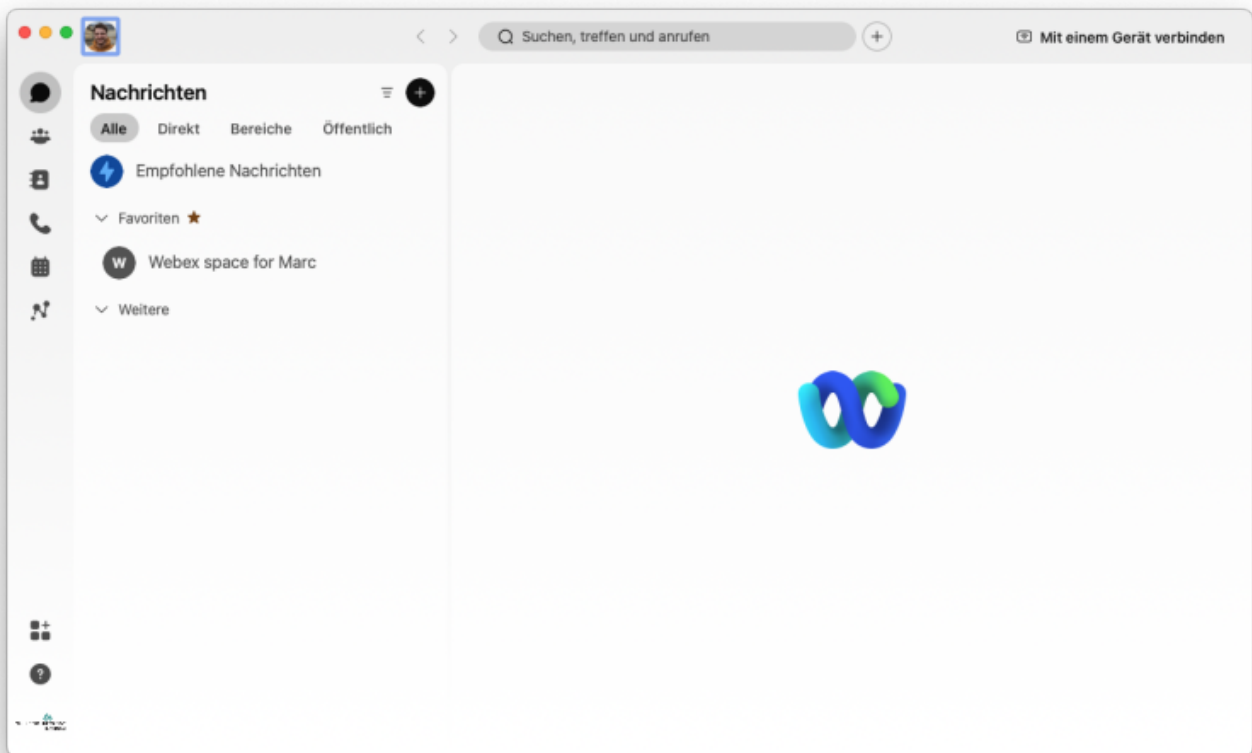 Suchen, treffen und anrufen
Mit einem Gerät verbinden
Nachrichten
Alle Direkt Bereiche Öffentlich
Empfohlene Nachrichten
Favoriten
W Webex space for Marc
Weitere